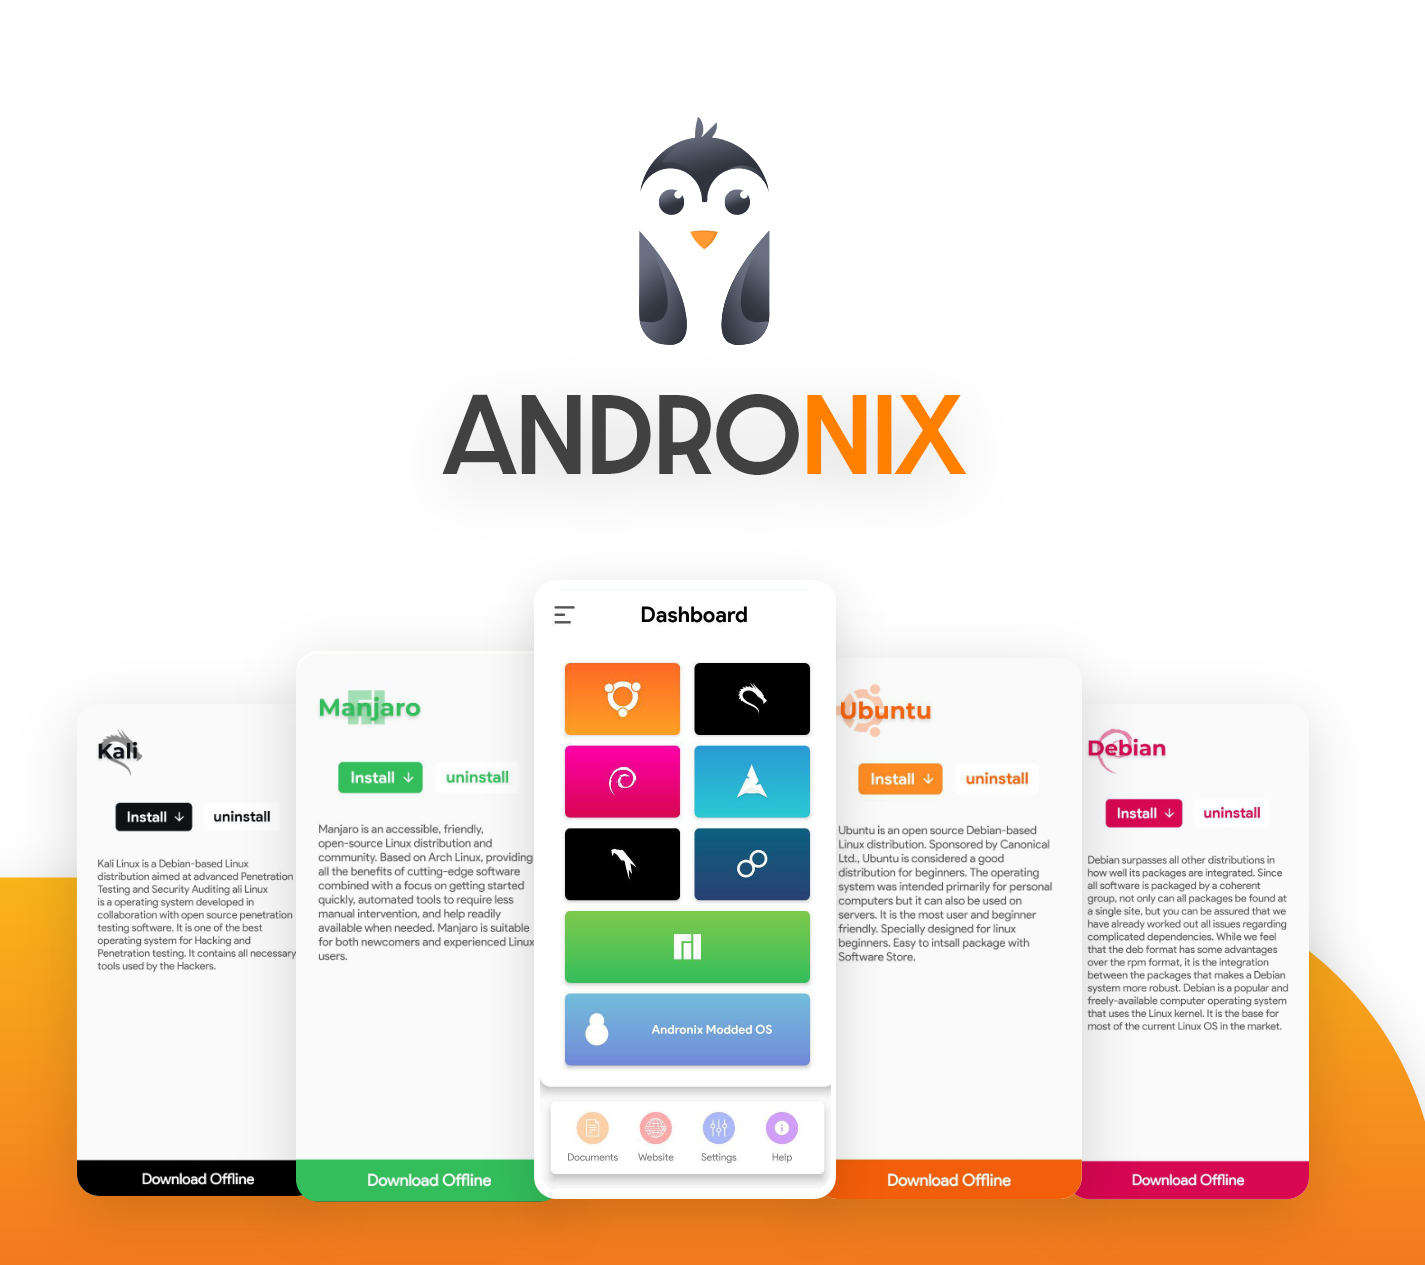 ANDRONIX
Dashboard
Andronix Modded OS
Documents
Website
Settings
Help
Kali
Install
uninstall
Kali Linux is a Debian-based Linux
distribution aimed at advanced Penetration
Testing and Security Auditing ali Linux
is a operating system developed in
collaboration with open source penetration
testing software. It is one of the best
operating system for Hacking and
Penetration testing. It contains all necessary
tools used by the Hackers.
Download Offline
Manjaro
Install
uninstall
Manjaro is an accessible, friendly,
open-source Linux distribution and
community. Based on Arch Linux, providing
all the benefits of cutting-edge software
combined with a focus on getting started
quickly, automated tools to require less
manual intervention, and help readily
available when needed. Manjaro is suitable
for both newcomers and experienced Linux
users.
Download Offline
Ubuntu
Install
uninstall
Ubuntu is an open source Debian-based
Linux distribution. Sponsored by Canonical
Ltd., Ubuntu is considered a good
distribution for beginners. The operating
system was intended primarily for personal
computers but it can also be used on
servers. It is the most user and beginner
friendly. Specially designed for linux
beginners. Easy to intsall package with
Software Store.
Download Offline
Debian
Install
uninstall
Debian surpasses all other distributions in
how well its packages are integrated. Since
all software is packaged by a coherent
group, not only can all packages be found at
a single site, but you can be assured that we
have already worked out all issues regarding
complicated dependencies. While we feel
that the deb format has some advantages
over the rpm format, it is the integration
between the packages that makes a Debian
system more robust. Debian is a popular and
freely-available computer operating system
that uses the Linux kernel. It is the base for
most of the current Linux OS in the market.
Download Offline